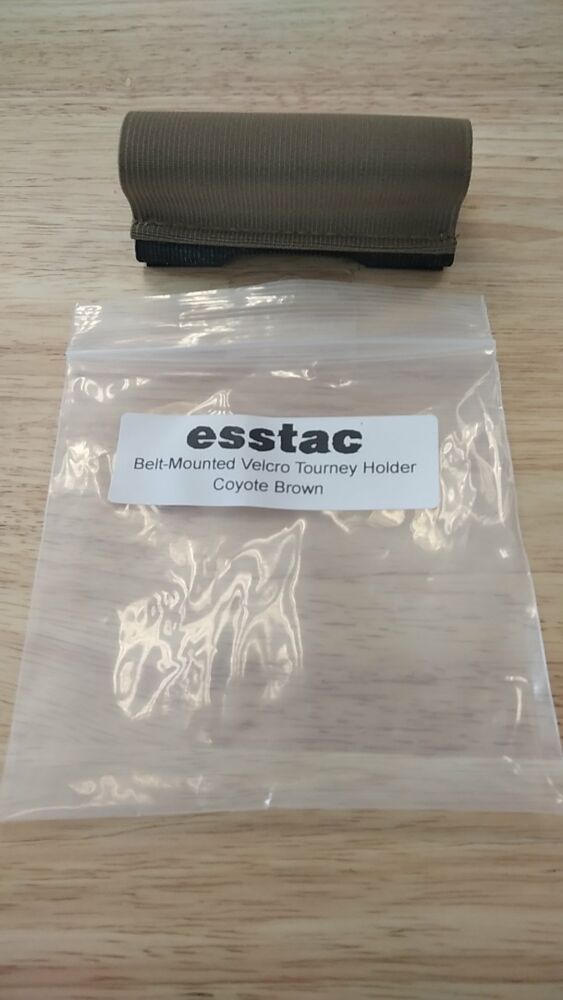 esstac
Belt-Mounted Velcro Tourney Holder
Coyote Brown